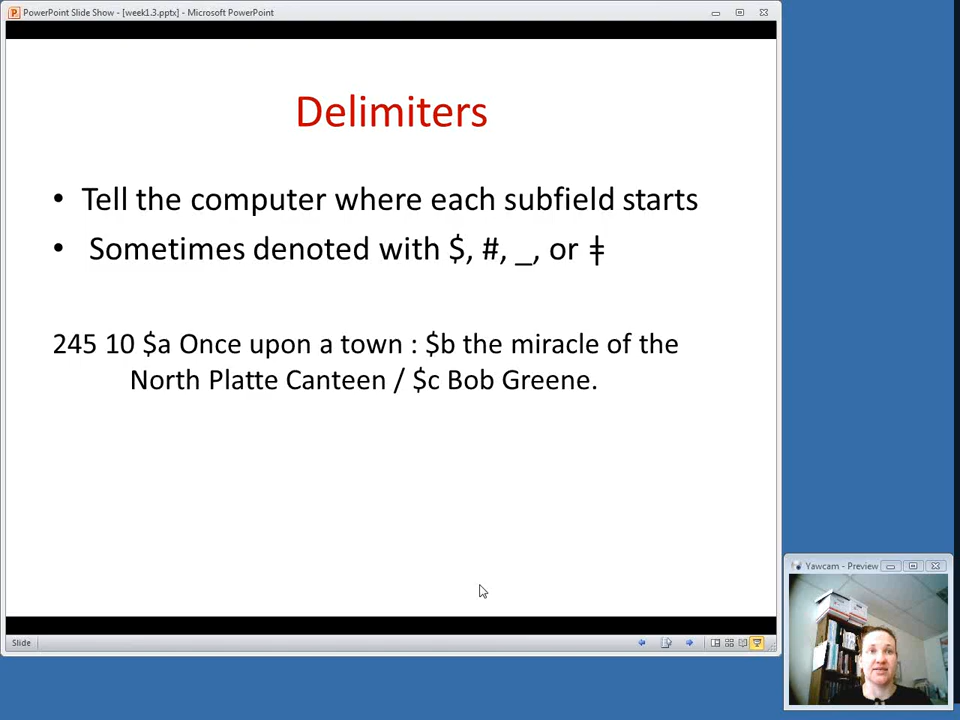 PowerPoint Slide Show - [week1.3.pptx] - Microsoft PowerPoint
Delimiters
• Tell the computer where each subfield starts
• Sometimes denoted with $, #, _, or ǂ
245 10 $a Once upon a town : $b the miracle of the
North Platte Canteen / $c Bob Greene.
Yawcam - Preview
Slide